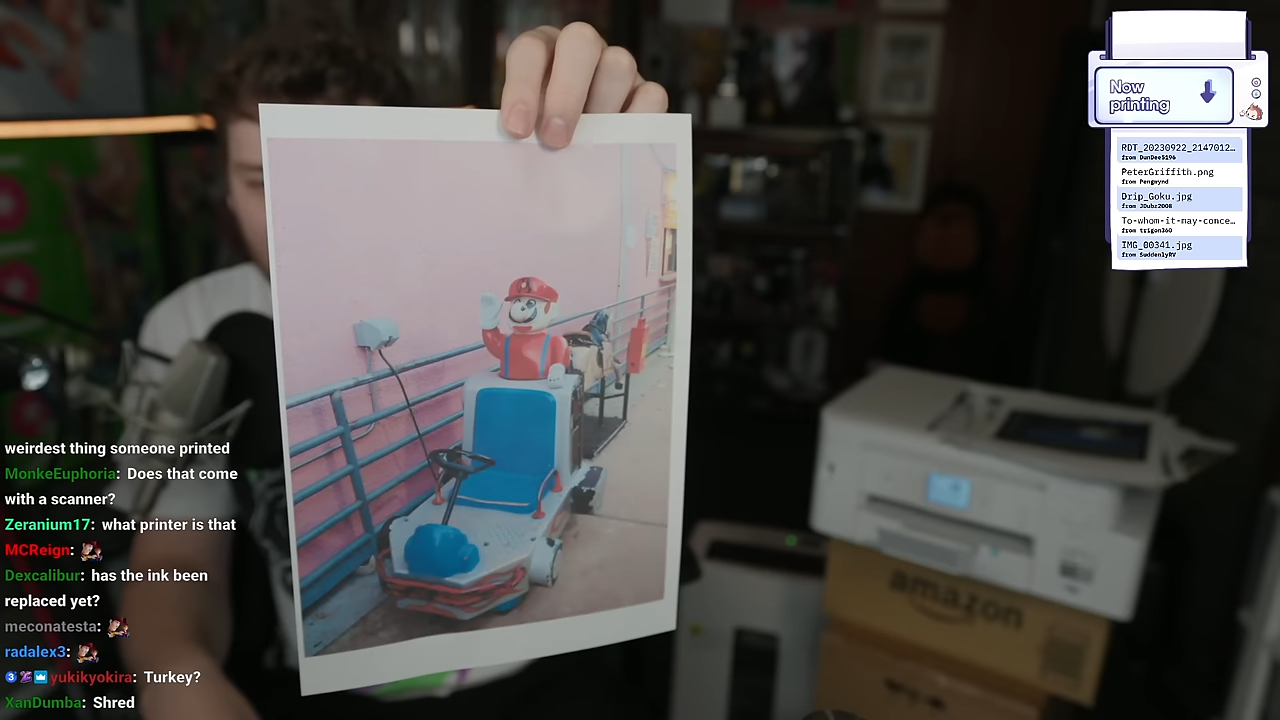 Now
printing
RDT_20230922_2147012…
from DunDee5196
PeterGriffith.png
from Pengwynd
Drip_Goku.jpg
from JDubz2008
To-whom-it-may-conce…
from trigon360
IMG_00341.jpg
from SuddenlyRV
weirdest thing someone printed
MonkeEuphoria: Does that come
with a scanner?
Zeranium17: what printer is that
MCReign:
Dexcalibur: has the ink been
replaced yet?
meconatesta:
radalex3:
3 yukikyokira: Turkey?
XanDumba: Shred
amazon